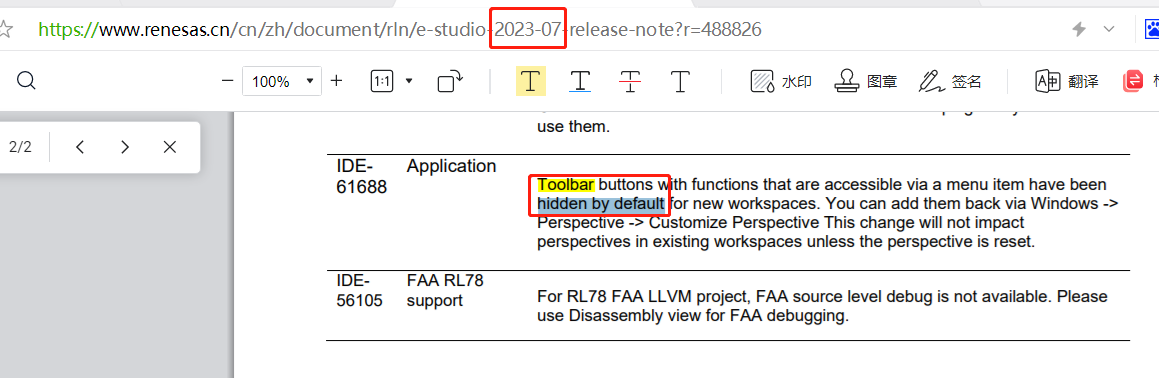 https://www.renesas.cn/cn/zh/document/rln/e-studio-2023-07-release-note?r=488826
100% 1:1 T T T T 水印 图章 签名 翻译
use them.
2/2
IDE-
61688
Application
Toolbar buttons with functions that are accessible via a menu item have been
hidden by default for new workspaces. You can add them back via Windows ->
Perspective -> Customize Perspective This change will not impact
perspectives in existing workspaces unless the perspective is reset.
IDE-
56105
FAA RL78
support
For RL78 FAA LLVM project, FAA source level debug is not available. Please
use Disassembly view for FAA debugging.